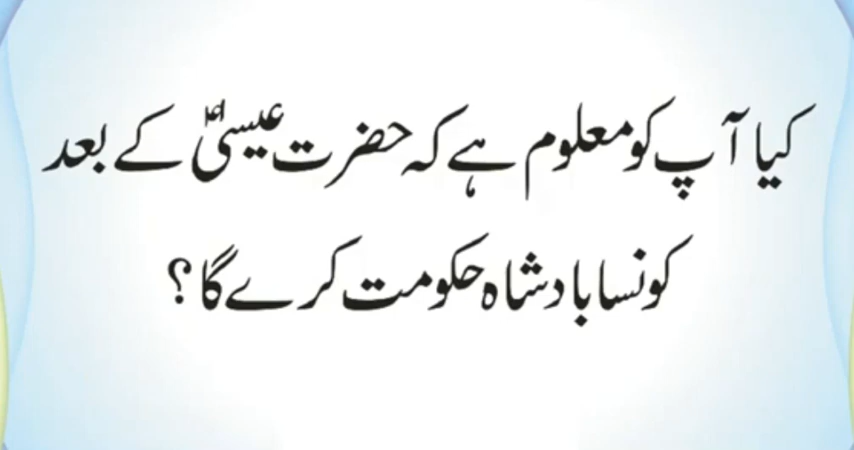 کیا آپ کو معلوم ہے کہ حضرت عیسیٰؑ کے بعد
کونسا بادشاہ حکومت کرے گا؟